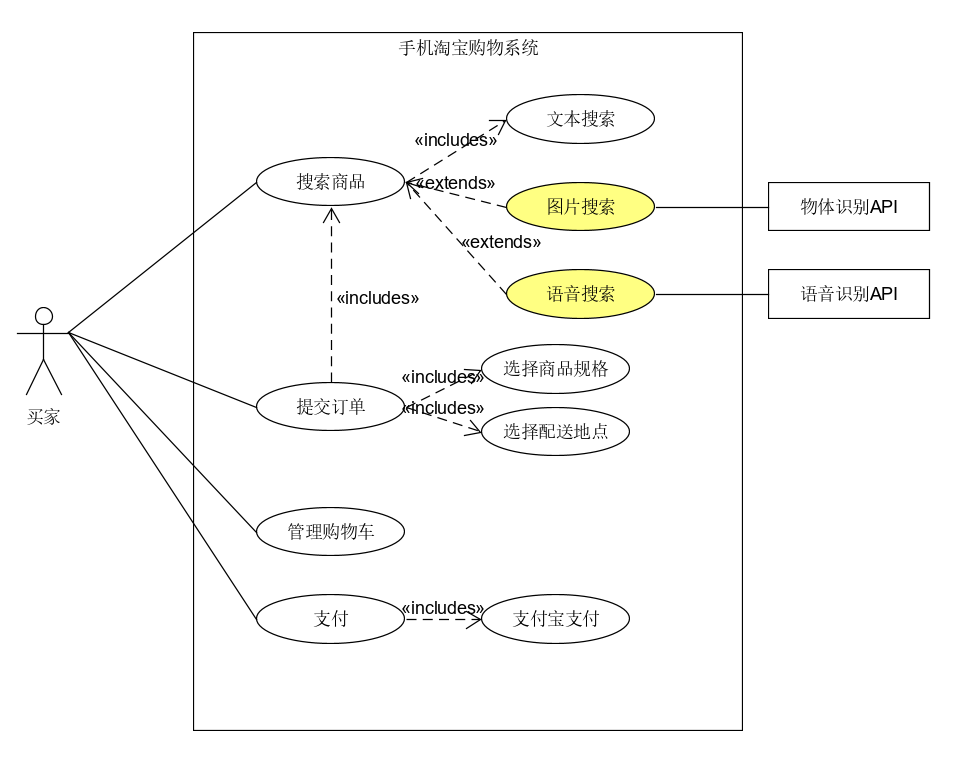 手机淘宝购物系统
文本搜索
«includes»
搜索商品
«extends»
图片搜索
物体识别API
«extends»
语音搜索
语音识别API
«includes»
选择商品规格
«includes»
提交订单
«includes»
买家
选择配送地点
管理购物车
支付
«includes»
支付宝支付